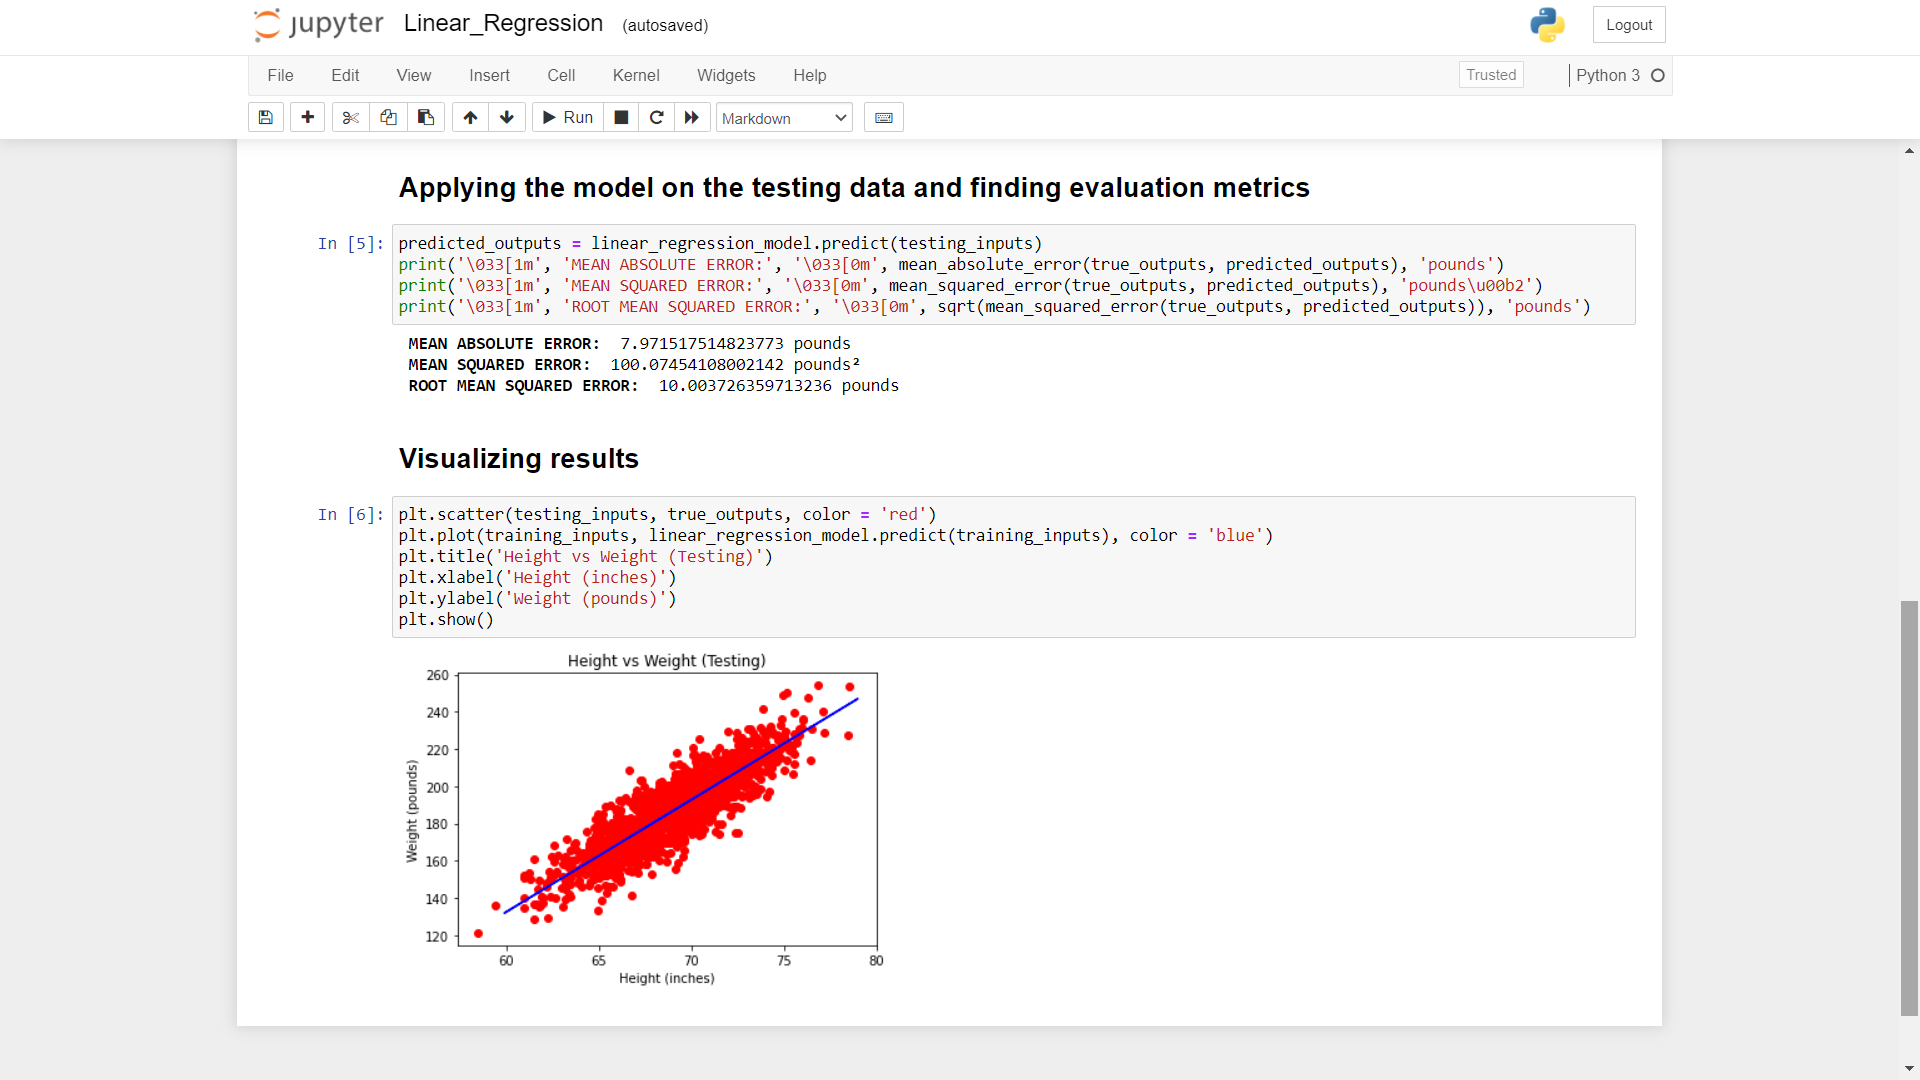 jupyter Linear_Regression (autosaved) Logout
File Edit View Insert Cell Kernel Widgets Help Trusted Python 3
Run Markdown
Applying the model on the testing data and finding evaluation metrics
In [5]: predicted_outputs = linear_regression_model.predict(testing_inputs)
print('\033[1m', 'MEAN ABSOLUTE ERROR:', '\033[0m', mean_absolute_error(true_outputs, predicted_outputs), 'pounds')
print('\033[1m', 'MEAN SQUARED ERROR:', '\033[0m', mean_squared_error(true_outputs, predicted_outputs), 'pounds\u00b2')
print('\033[1m', 'ROOT MEAN SQUARED ERROR:', '\033[0m', sqrt(mean_squared_error(true_outputs, predicted_outputs)), 'pounds')
MEAN ABSOLUTE ERROR: 7.971517514823773 pounds
MEAN SQUARED ERROR: 100.07454108002142 pounds²
ROOT MEAN SQUARED ERROR: 10.003726359713236 pounds
Visualizing results
In [6]: plt.scatter(testing_inputs, true_outputs, color = 'red')
plt.plot(training_inputs, linear_regression_model.predict(training_inputs), color = 'blue')
plt.title('Height vs Weight (Testing)')
plt.xlabel('Height (inches)')
plt.ylabel('Weight (pounds)')
plt.show()
Height vs Weight (Testing)
260
240
220
200
180
160
140
120
Weight (pounds)
60 65 70 75 80
Height (inches)